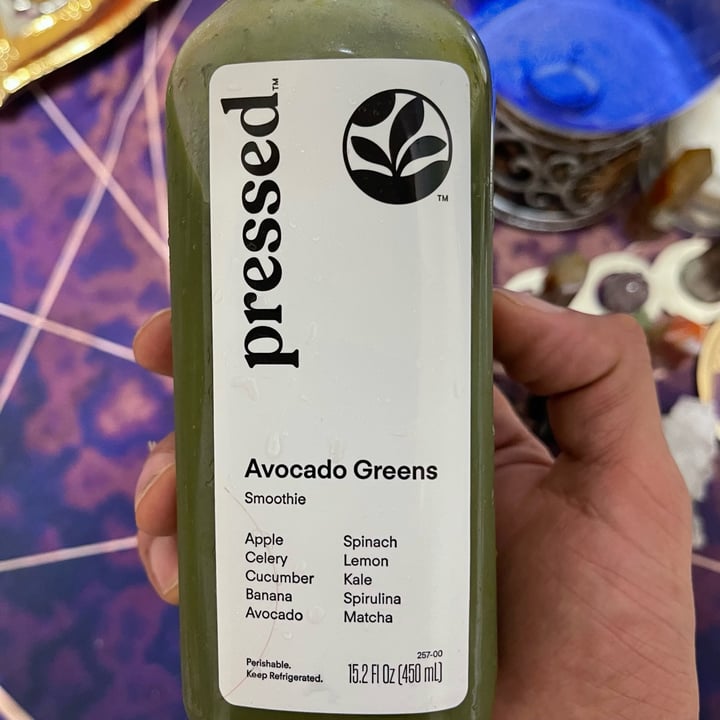 pressed™
™
Avocado Greens
Smoothie
Apple
Celery
Cucumber
Banana
Avocado
Spinach
Lemon
Kale
Spirulina
Matcha
Perishable.
Keep Refrigerated.
257-00
15.2 Fl Oz (450 mL)